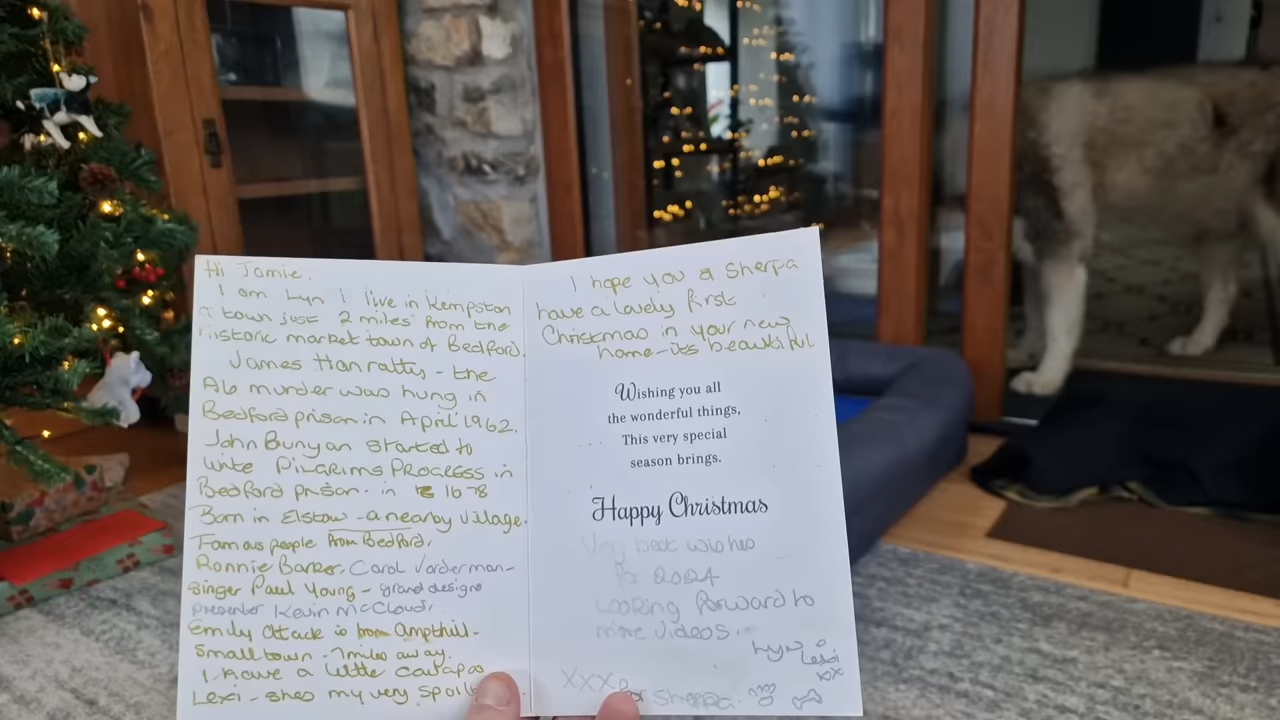 Hi Jamie.
I am Lyn i live in Kempston
a town just 2 miles from the
historic market town of Bedford.
James Hanratty - the
A6 murder was hung in
Bedford prison in April 1962.
John Bunyan started to
write PILGRIMS PROGRESS in
Bedford prison. in 1678
Born in Elstow - a nearby village.
Famous people from Bedford,
Ronnie Barker, Carol Vorderman -
singer Paul Young - grand designs
presenter Kevin McCloud,
Emily Attack is from Ampthill -
small town - 7 miles away.
I have a little cavapoo
Lexi - shes my very
I hope you & Sherpa
have a lovely first
Christmas in your new
home - its beautiful
Wishing you all
the wonderful things,
This very special
season brings.
Happy Christmas
Very best wishes
for 2024
Looking forward to
more videos.
Lyn &
Lexi
xx
XXX for Sherpa.